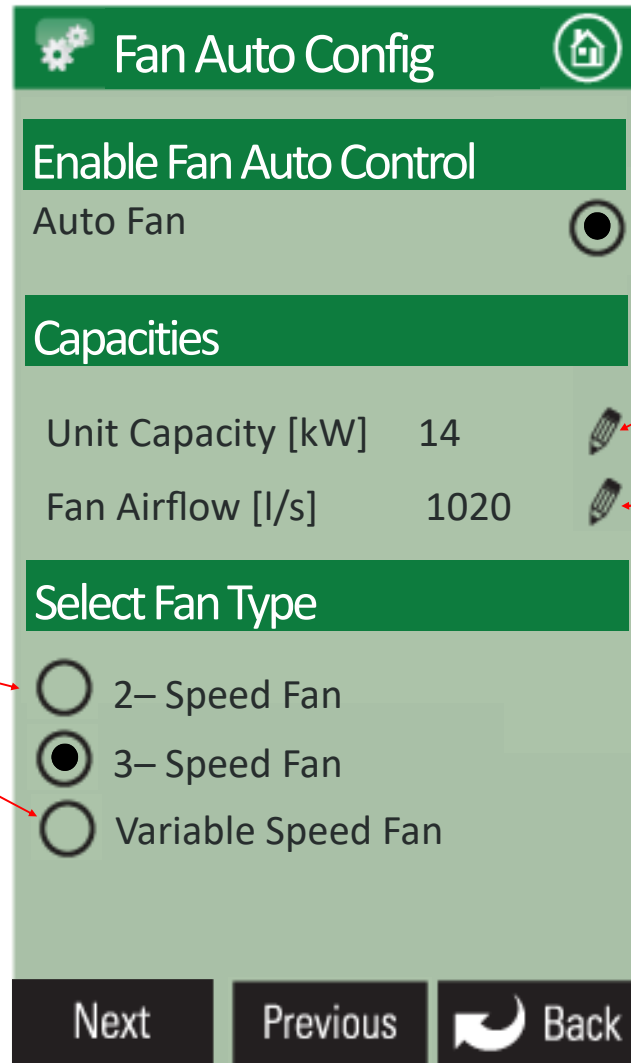 Fan Auto Config
Enable Fan Auto Control
Auto Fan
Capacities
Unit Capacity [kW] 14
Fan Airflow [l/s] 1020
Select Fan Type
2– Speed Fan
3– Speed Fan
Variable Speed Fan
Next Previous Back